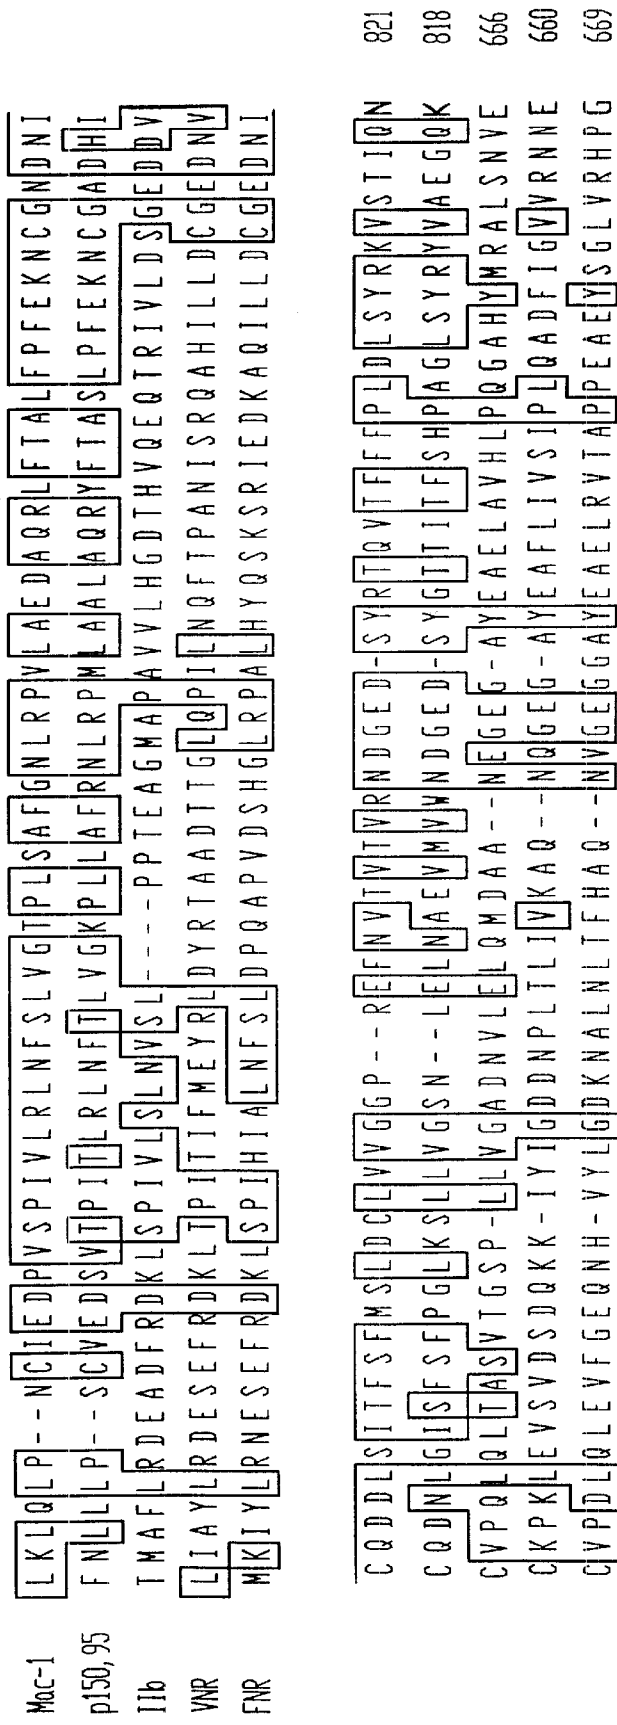 Mac-1 LKLQLP--NCIEDPVSPIVLRLNFSLVGTPLSAFGNLRPVLAEDAQRLFTALFPFEKNCGNDNI
p150,95 FNLLLP--SCVEDSVTPITLRLNFTLVGKPLLAFRNLRPMLAALAQRYFTASLPFEKNCGADHI
IIb TMAFLRDEADFRDKLSPIVLSLNVSL----PPTEAGMAPAVVLHGDTHVQEQTRIVLDSGEDDV
VNR LIAYLRDESEFRDKLTPITIFMEYRLDYRTAADTTGLQPILNQFTPANISRQAHILLDCGEDNV
FNR MKIYLRNESEFRDKLSPIHIALNFSLDPQAPVDSHGLRPALHYQSKSRIEDKAQILLDCGEDNI
CQDDLSITFSFMSLDCLVVGGP--REFNVTVTVRNDGED-SYRTQVTFFFPLDLSYRKVSTIQN 821
CQDNLGISFSFPGLKSLLVGSN--LELNAEVMVWNDGED-SYGTTITFSHPAGLSYRYVAEGQK 818
CVPQLQLTASVTGSP-LLVGADNVLELQMDAA--NEGEG-AYEAELAVHLPQGAHYMRALSNVE 666
CKPKLEVSVDSDQKK-IYIGDDNPLTLIVKAQ--NQGEG-AYEAFLIVSIPLQADFIGVVRNNE 660
CVPDLQLEVFGEQNH-VYLGDKNALNLTFHAQ--NVGEGGAYEAELRVTAPPEAEYSGLVRHPG 669